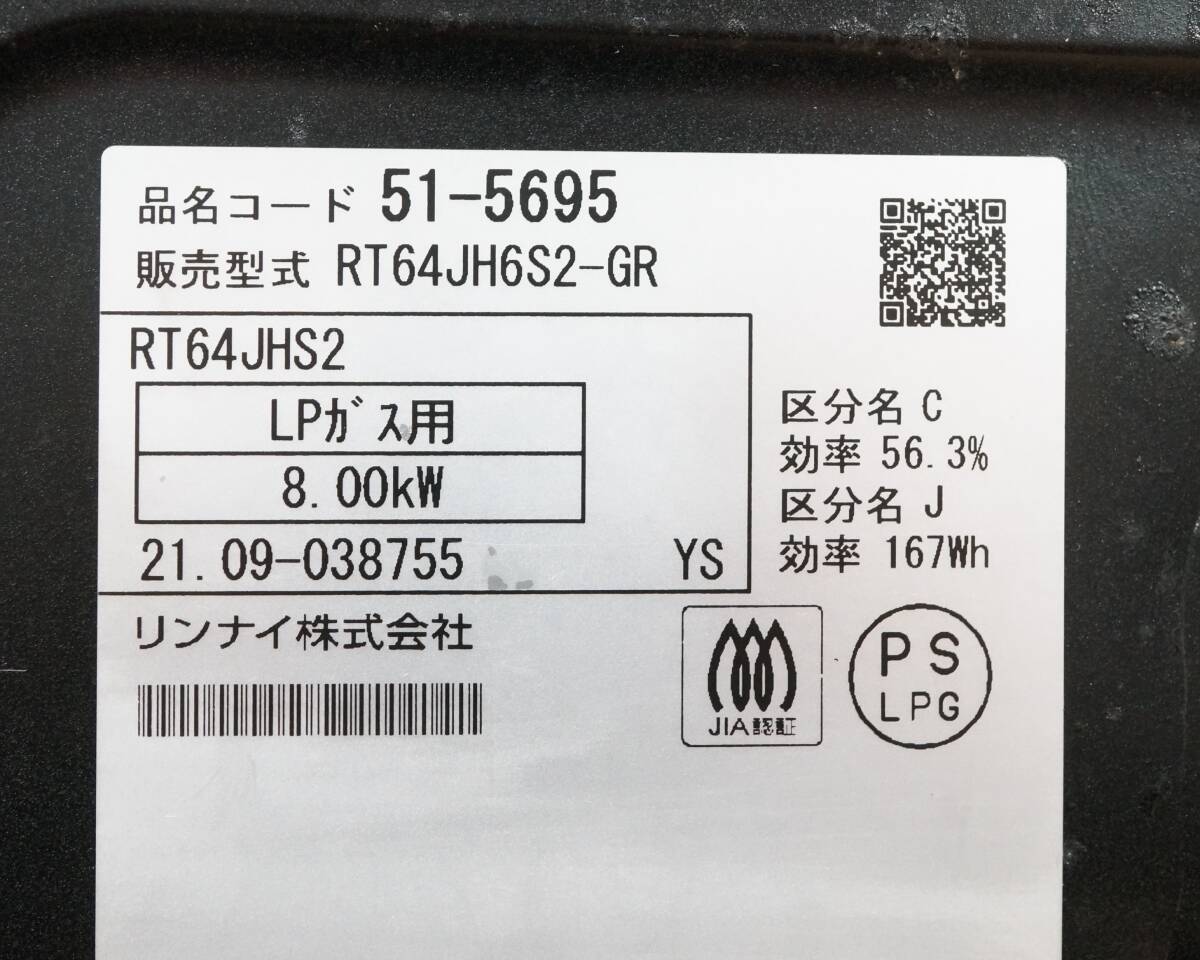 品名コード 51-5695
販売型式 RT64JH6S2-GR
RT64JHS2
LPガス用
8.00kW
21.09-038755 YS
区分名 C
効率 56.3%
区分名 J
効率 167Wh
リンナイ株式会社
JIA認証
PS
LPG